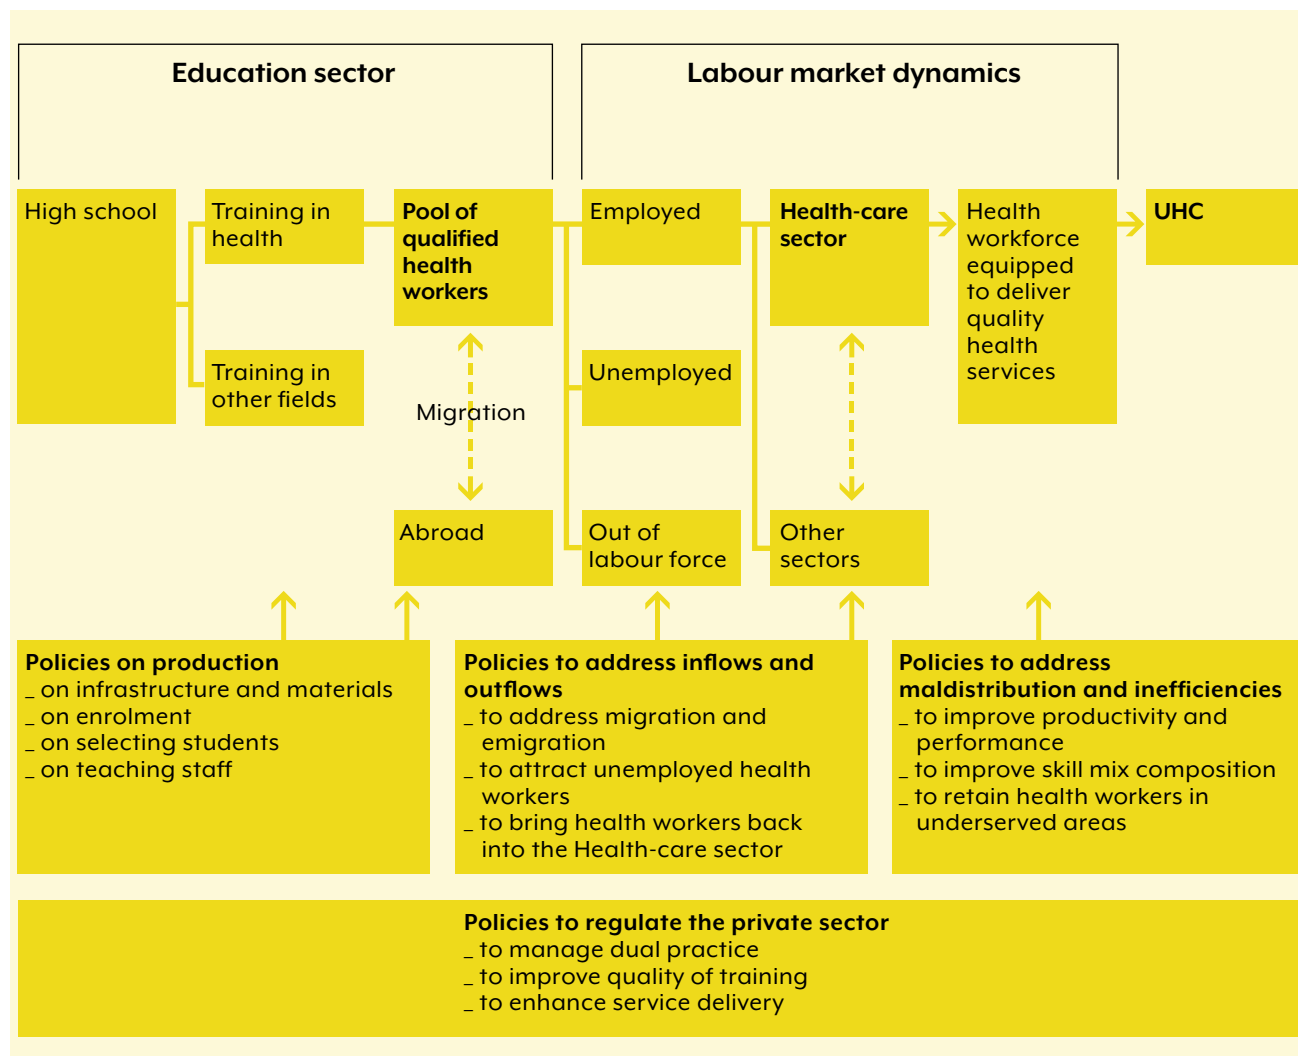 Education sector
Labour market dynamics
High school
Training in
health
Training in
other fields
Pool of
qualified
health
workers
Migration
Abroad
Employed
Unemployed
Out of
labour force
Health-care
sector
Other
sectors
Health
workforce
equipped
to deliver
quality
health
services
UHC
Policies on production
_ on infrastructure and materials
_ on enrolment
_ on selecting students
_ on teaching staff
Policies to address inflows and
outflows
_ to address migration and
emigration
_ to attract unemployed health
workers
_ to bring health workers back
into the Health-care sector
Policies to address
maldistribution and inefficiencies
_ to improve productivity and
performance
_ to improve skill mix composition
_ to retain health workers in
underserved areas
Policies to regulate the private sector
_ to manage dual practice
_ to improve quality of training
_ to enhance service delivery